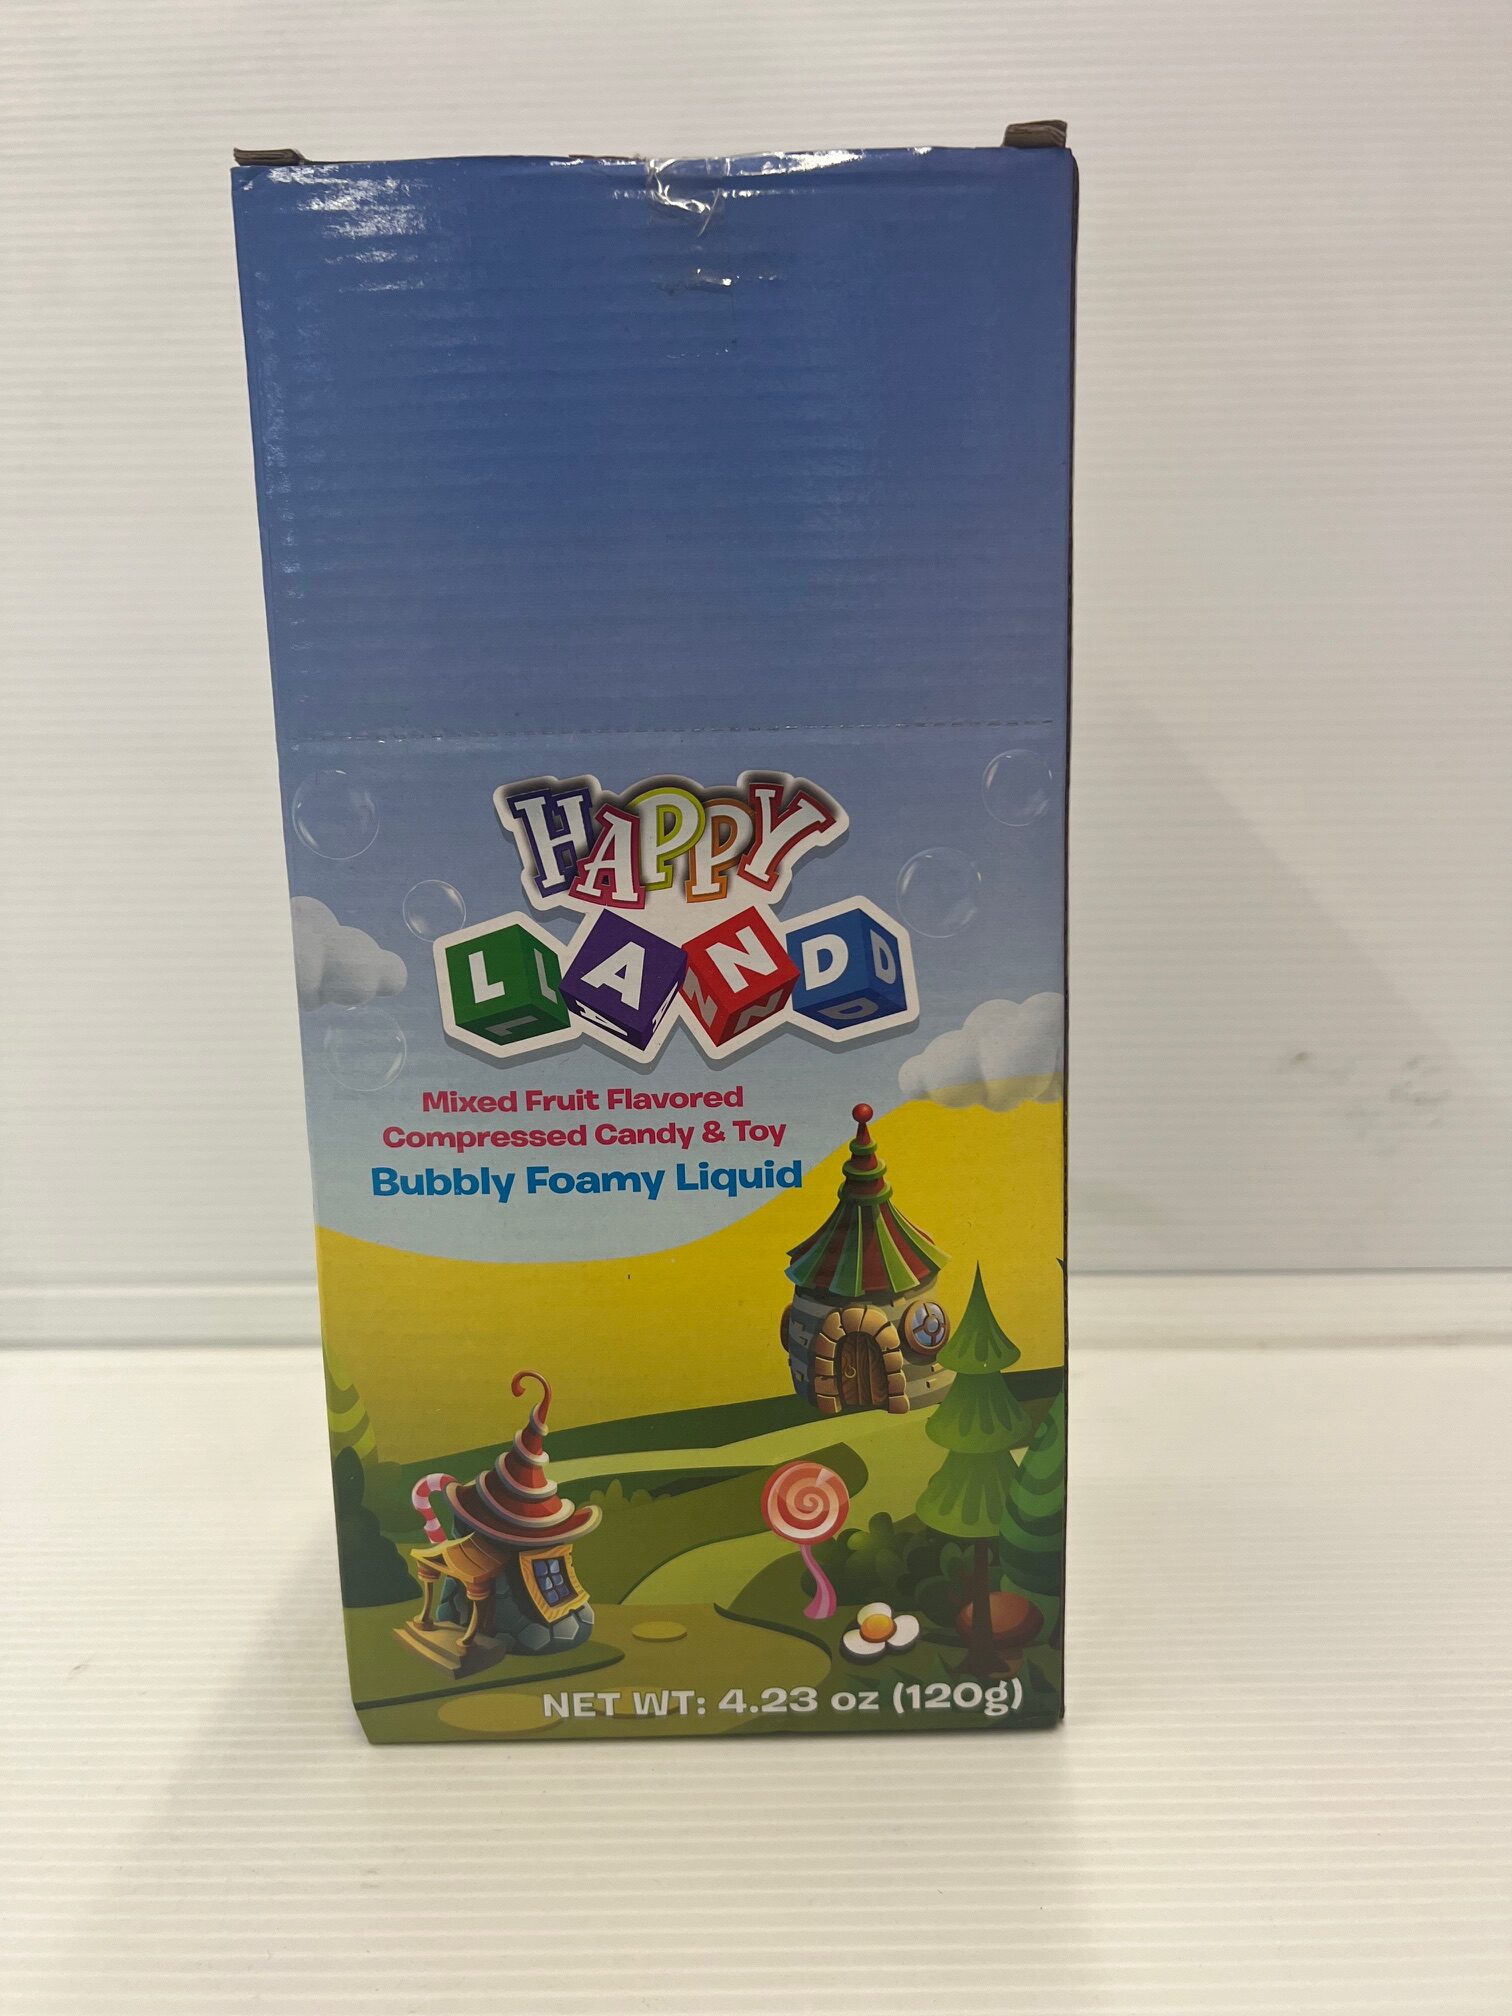 HAPPY
LAND
Mixed Fruit Flavored
Compressed Candy & Toy
Bubbly Foamy Liquid
NET WT: 4.23 oz (120g)